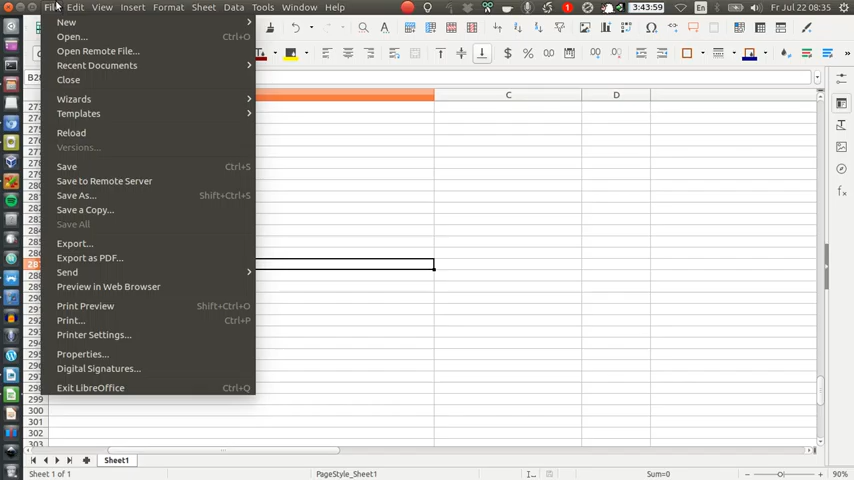 File Edit View Insert Format Sheet Data Tools Window Help 1 3:43:59 Fri Jul 22 08:35
New
Open... Ctrl+O
Open Remote File...
Recent Documents
Close
Wizards
Templates
Reload
Versions...
Save Ctrl+S
Save to Remote Server
Save As... Shift+Ctrl+S
Save a Copy...
Save All
Export...
Export as PDF...
Send
Preview in Web Browser
Print Preview Shift+Ctrl+O
Print... Ctrl+P
Printer Settings...
Properties...
Digital Signatures...
Exit LibreOffice Ctrl+Q
C D
299
300
301
302
303
Sheet1
Sheet 1 of 1 PageStyle_Sheet1 Sum=0 90%